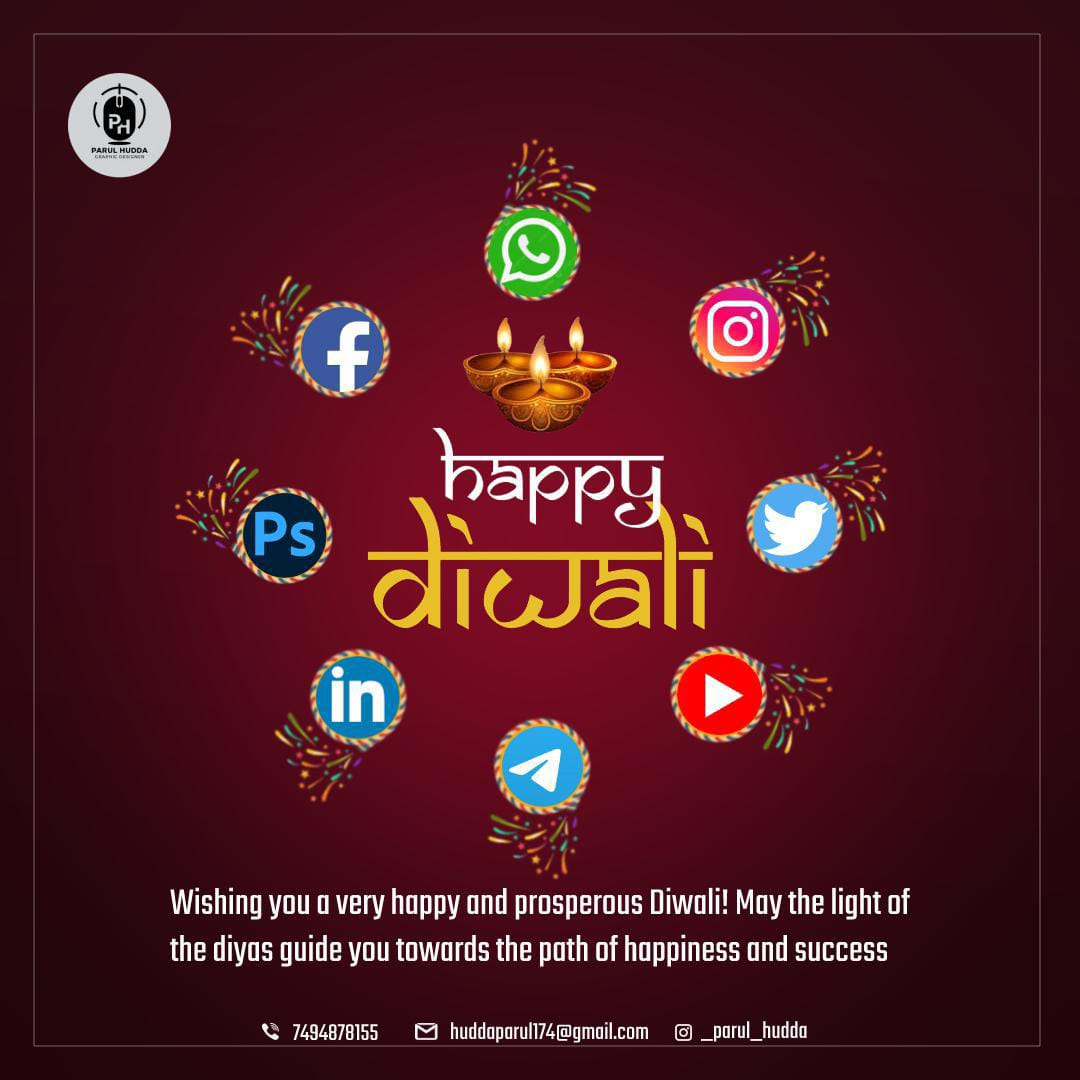 PH
PARUL HUDDA
GRAPHIC DESIGNER
happy
diwali
Ps
in
Wishing you a very happy and prosperous Diwali! May the light of
the diyas guide you towards the path of happiness and success
7494878155 huddaparul174@gmail.com _parul_hudda